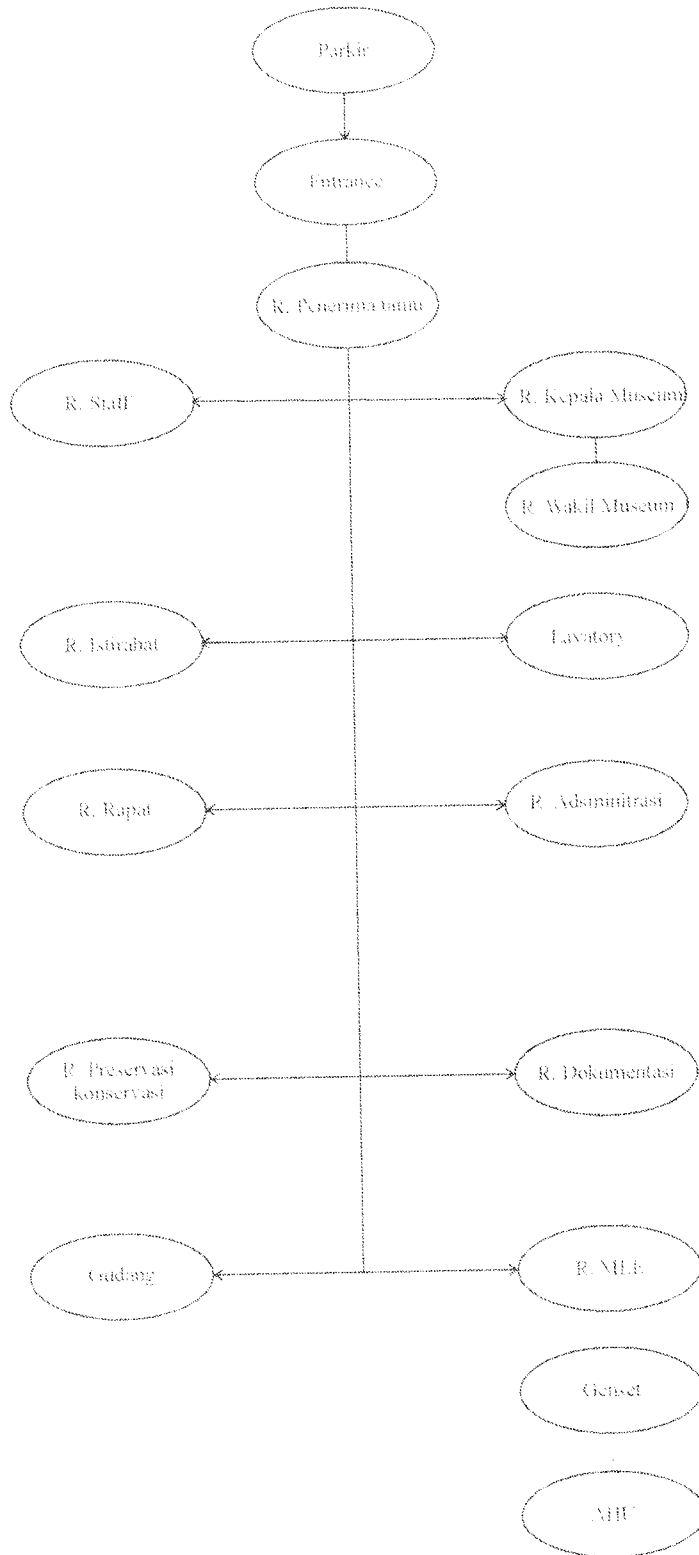 Parkir
Entrance
R. Penerima tamu
R. Staff
R. Kepala Museum
R. Wakil Museum
R. Istirahat
Lavatory
R. Rapat
R. Adsminitrasi
R. Preservasi
konservasi
R. Dokumentasi
Gudang
R. MEE
Genset
AHU